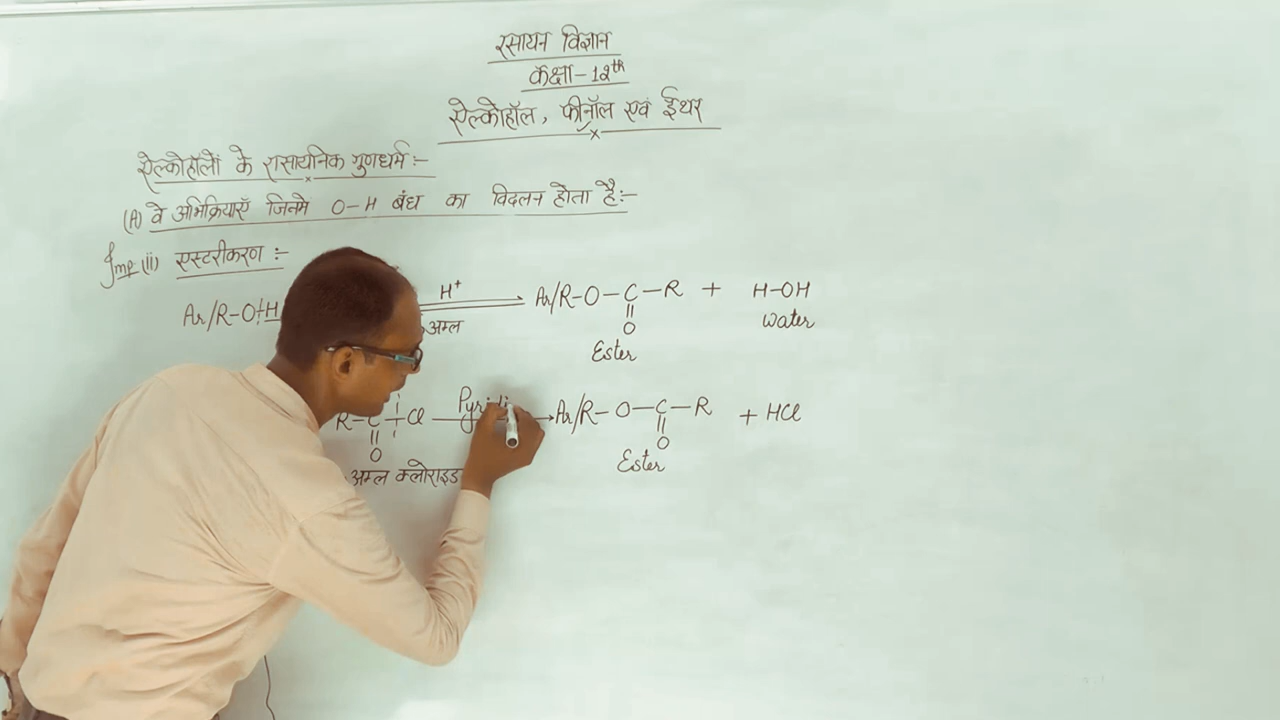 रसायन विज्ञान
कक्षा - 12th
ऐल्कोहॉल, फीनॉल एवं ईथर
ऐल्कोहॉलों के रासायनिक गुणधर्म :-
(A) वे अभिक्रियाएँ जिनमे O-H बंध का विदलन होता है:-
Imp (ii) एस्टरीकरण :-
Ar/R-O-H H+ Ar/R-O-C-R + H-OH
अम्ल O Water
Ester
R-C-Cl Ar/R-O-C-R + HCl
O O
अम्ल क्लोराइड Ester